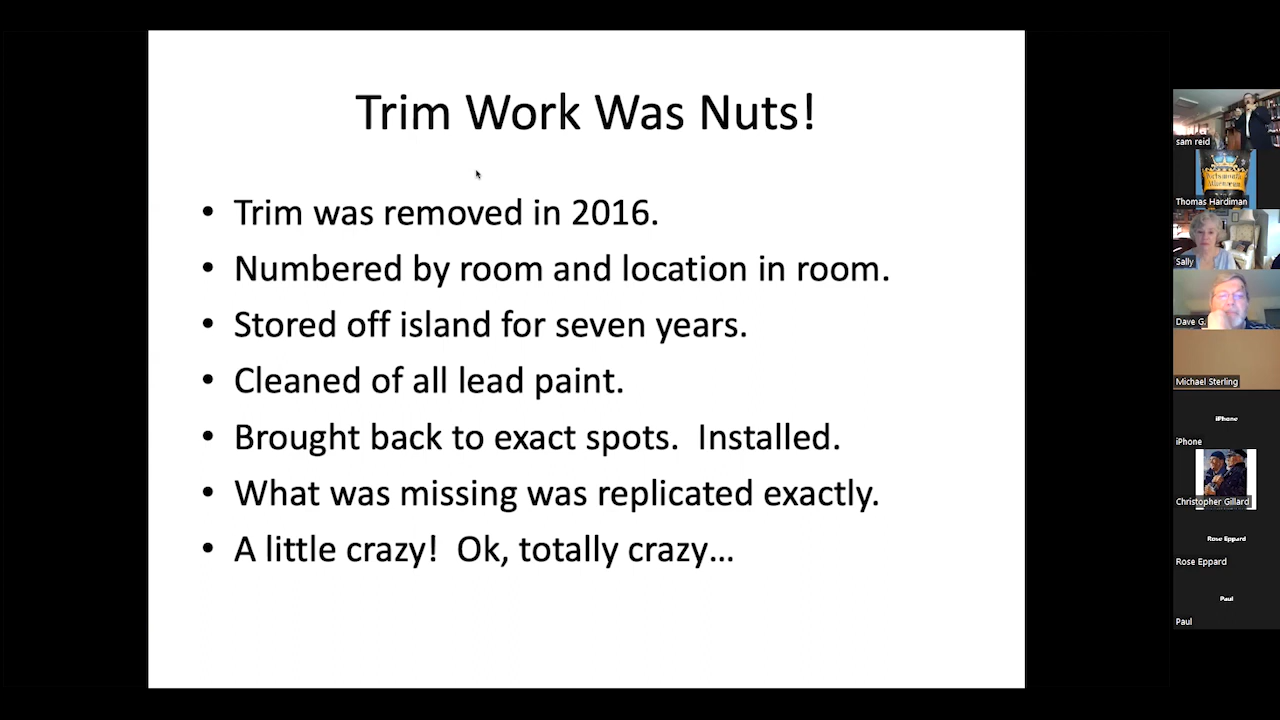 Trim Work Was Nuts!
• Trim was removed in 2016.
• Numbered by room and location in room.
• Stored off island for seven years.
• Cleaned of all lead paint.
• Brought back to exact spots.  Installed.
• What was missing was replicated exactly.
• A little crazy!  Ok, totally crazy…
sam reid
Thomas Hardiman
Sally
Dave G.
Michael Sterling
iPhone
iPhone
Christopher Gillard
Rose Eppard
Rose Eppard
Paul
Paul